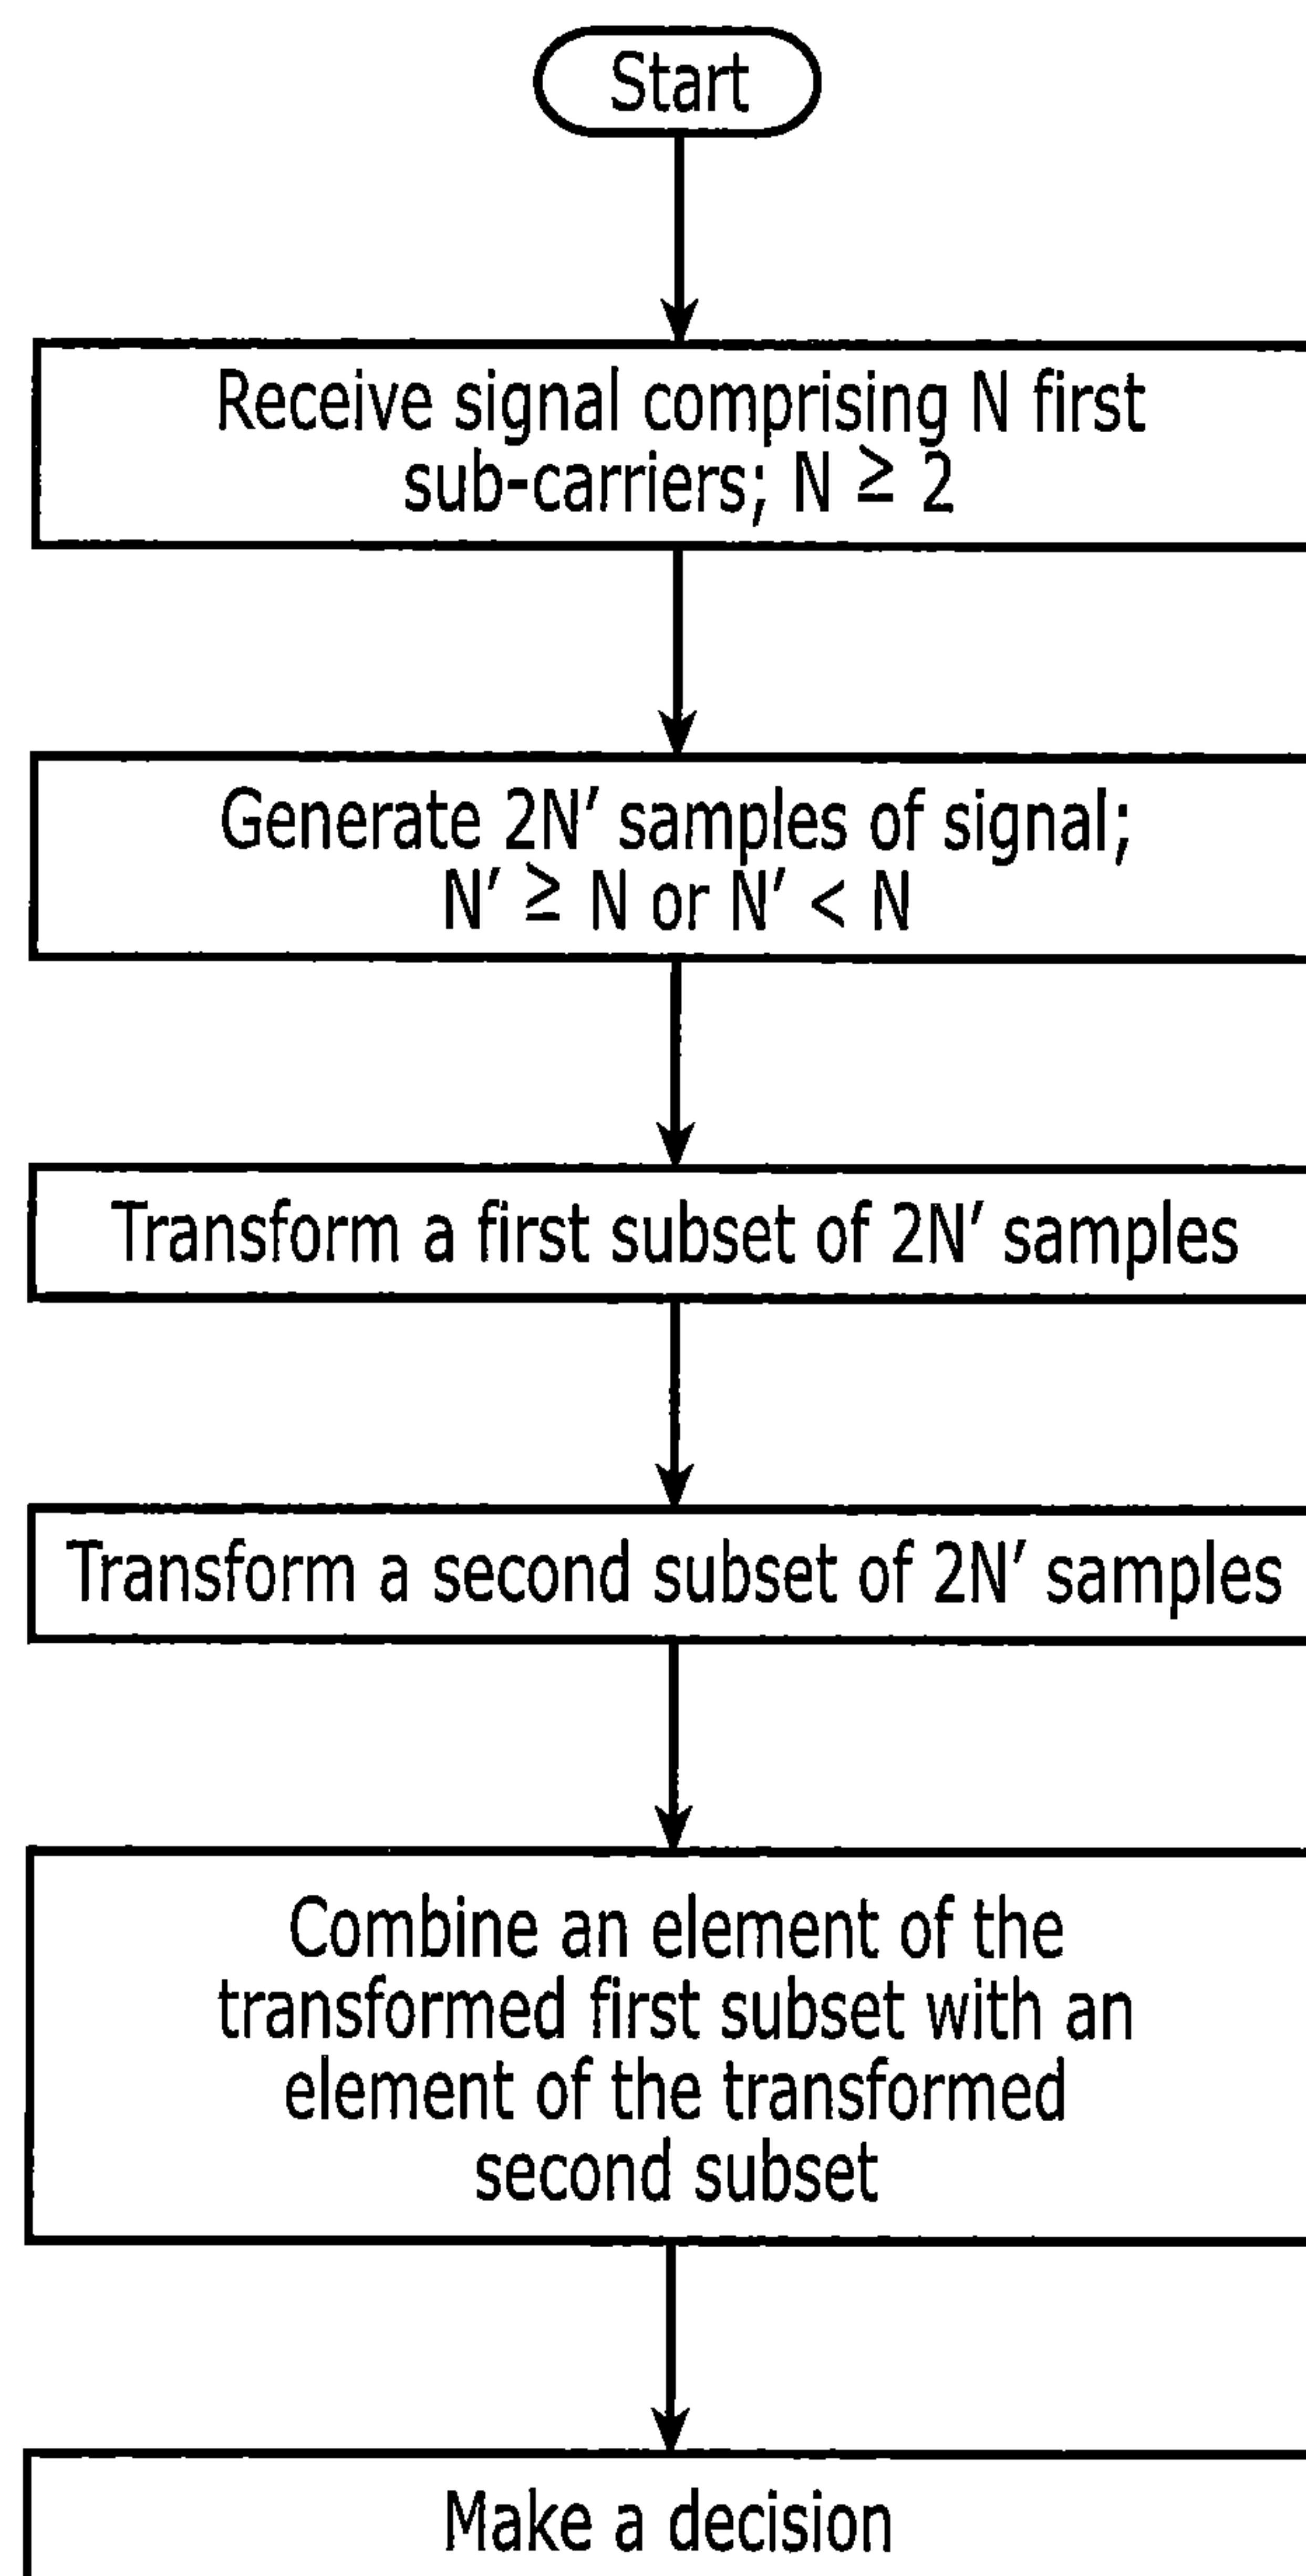 Start
Receive signal comprising N first
sub-carriers; N ≥ 2
Generate 2N′ samples of signal;
N′ ≥ N or N′ < N
Transform a first subset of 2N′ samples
Transform a second subset of 2N′ samples
Combine an element of the
transformed first subset with an
element of the transformed
second subset
Make a decision